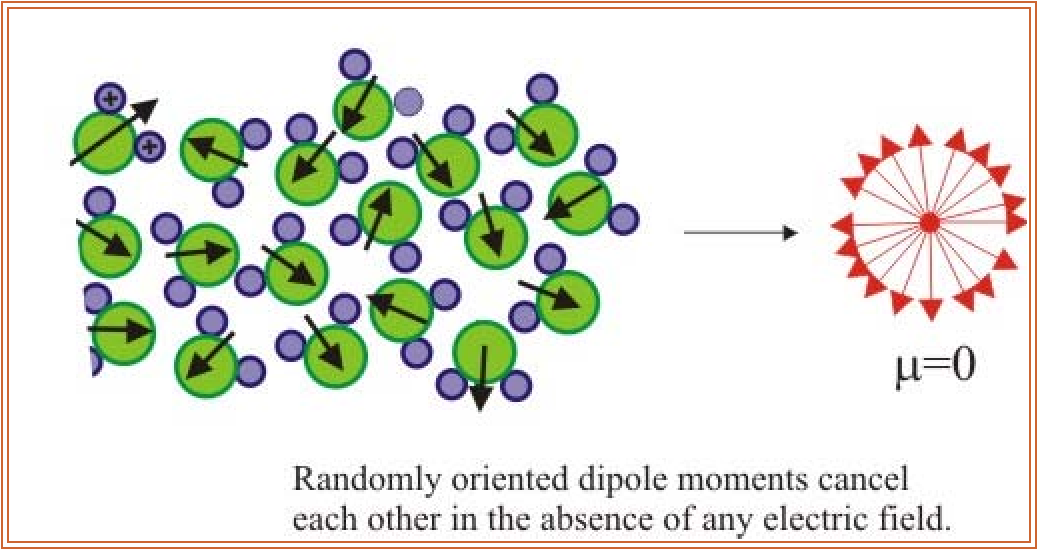 +
+
μ=0
Randomly oriented dipole moments cancel
each other in the absence of any electric field.